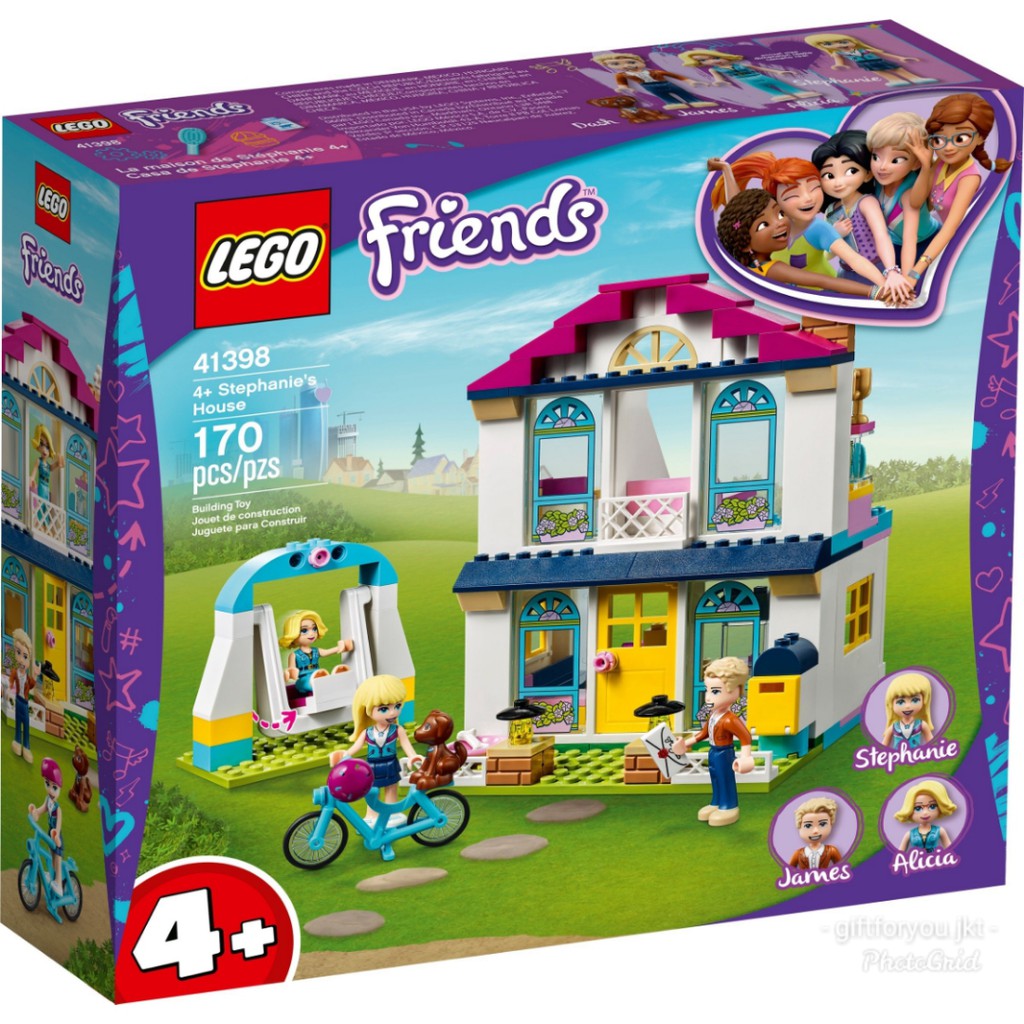 LEGO
Friends
41398
La maison de Stéphanie 4+
Casa de Stephanie 4+
Dash
James
Alicia
Stephanie
LEGO
Friends
LEGO
Friends™
41398
4+ Stephanie's
House
170
pcs/pzs
Building Toy
Jouet de construction
Juguete para Construir
Stephanie
James
Alicia
4+
- giftforyou jkt -
PhotoGrid